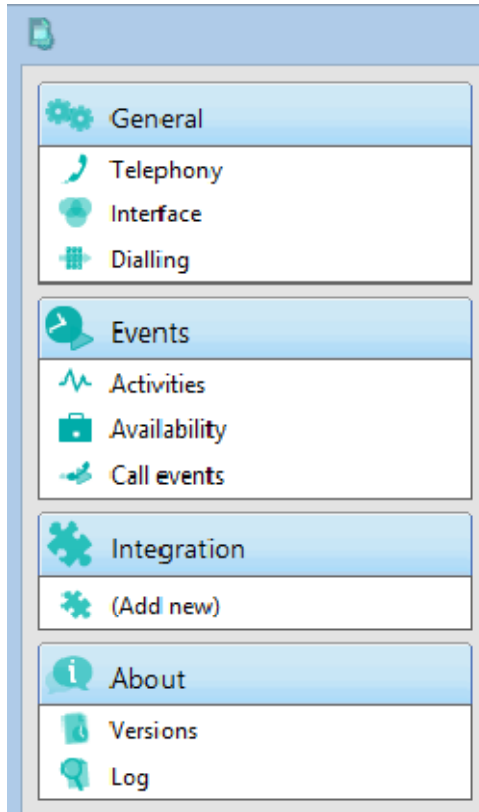 General
Telephony
Interface
Dialling
Events
Activities
Availability
Call events
Integration
(Add new)
About
Versions
Log